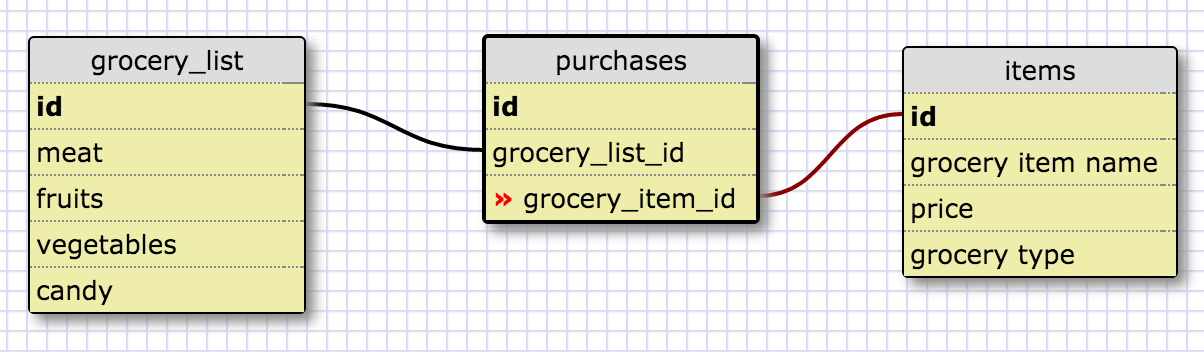 grocery_list
id
meat
fruits
vegetables
candy
purchases
id
grocery_list_id
» grocery_item_id
items
id
grocery item name
price
grocery type